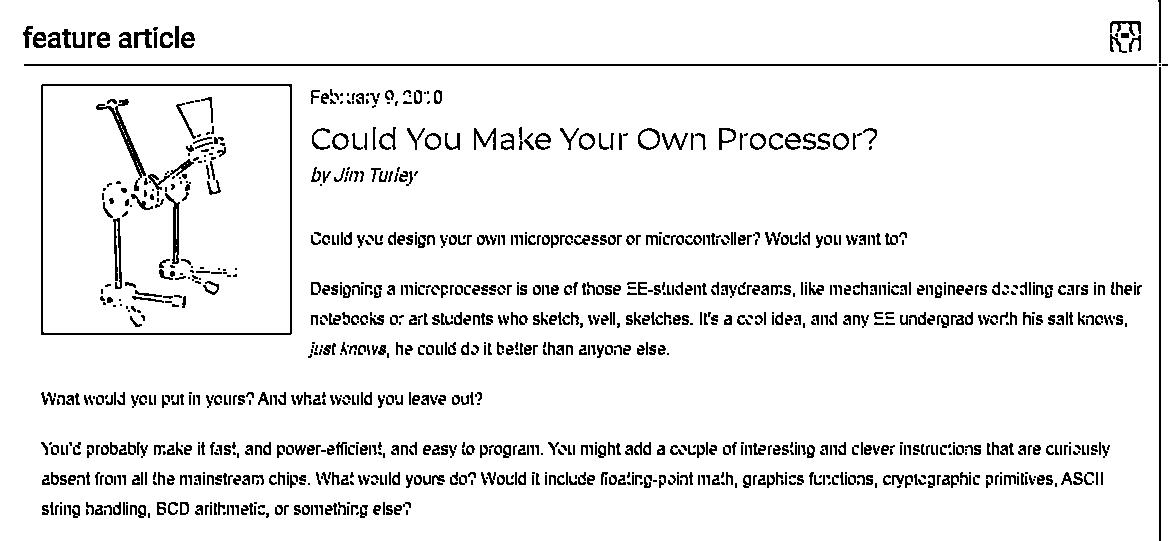 feature article
February 9, 2010
Could You Make Your Own Processor?
by Jim Turley
Could you design your own microprocessor or microcontroller? Would you want to?
Designing a microprocessor is one of those EE-student daydreams, like mechanical engineers doodling cars in their
notebooks or art students who sketch, well, sketches. It's a cool idea, and any EE undergrad worth his salt knows,
just knows, he could do it better than anyone else.
What would you put in yours? And what would you leave out?
You'd probably make it fast, and power-efficient, and easy to program. You might add a couple of interesting and clever instructions that are curiously
absent from all the mainstream chips. What would yours do? Would it include floating-point math, graphics functions, cryptographic primitives, ASCII
string handling, BCD arithmetic, or something else?